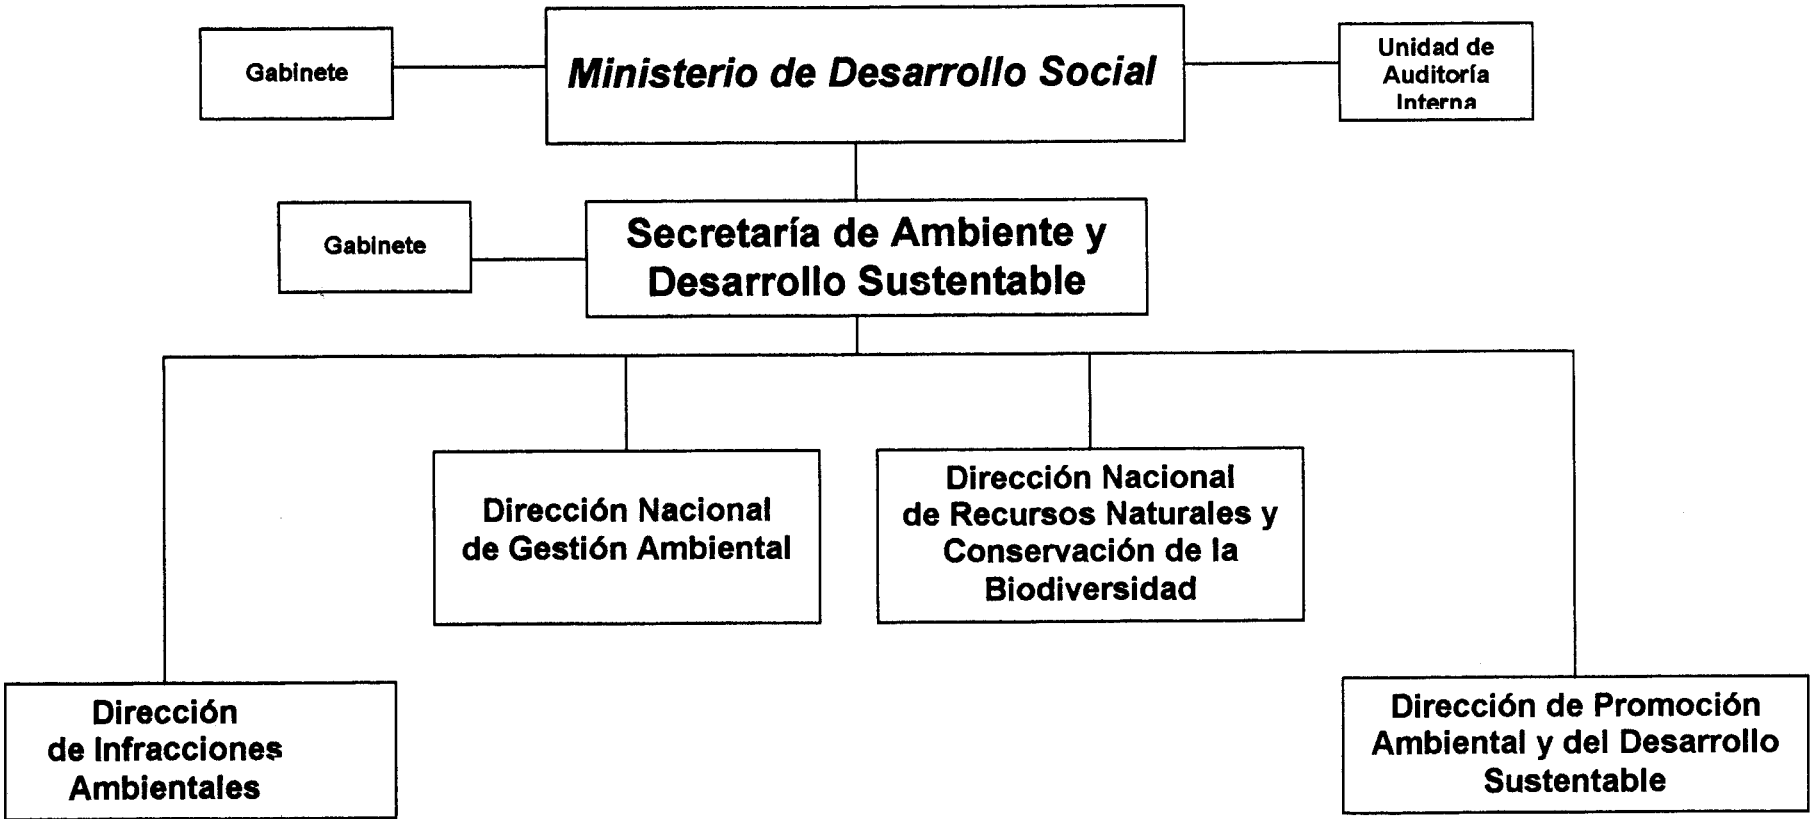 Gabinete
Ministerio de Desarrollo Social
Unidad de
Auditoría
Interna
Gabinete
Secretaría de Ambiente y
Desarrollo Sustentable
Dirección Nacional
de Gestión Ambiental
Dirección Nacional
de Recursos Naturales y
Conservación de la
Biodiversidad
Dirección
de Infracciones
Ambientales
Dirección de Promoción
Ambiental y del Desarrollo
Sustentable